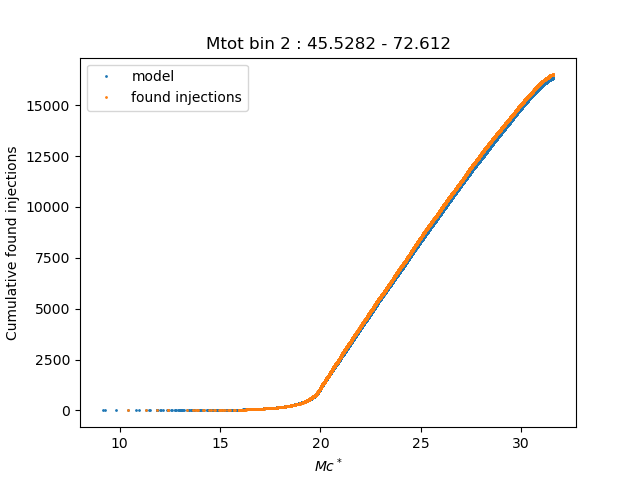 Mtot bin 2 : 45.5282 - 72.612
model
found injections
Cumulative found injections
15000
12500
10000
7500
5000
2500
0
10 15 20 25 30
Mc*